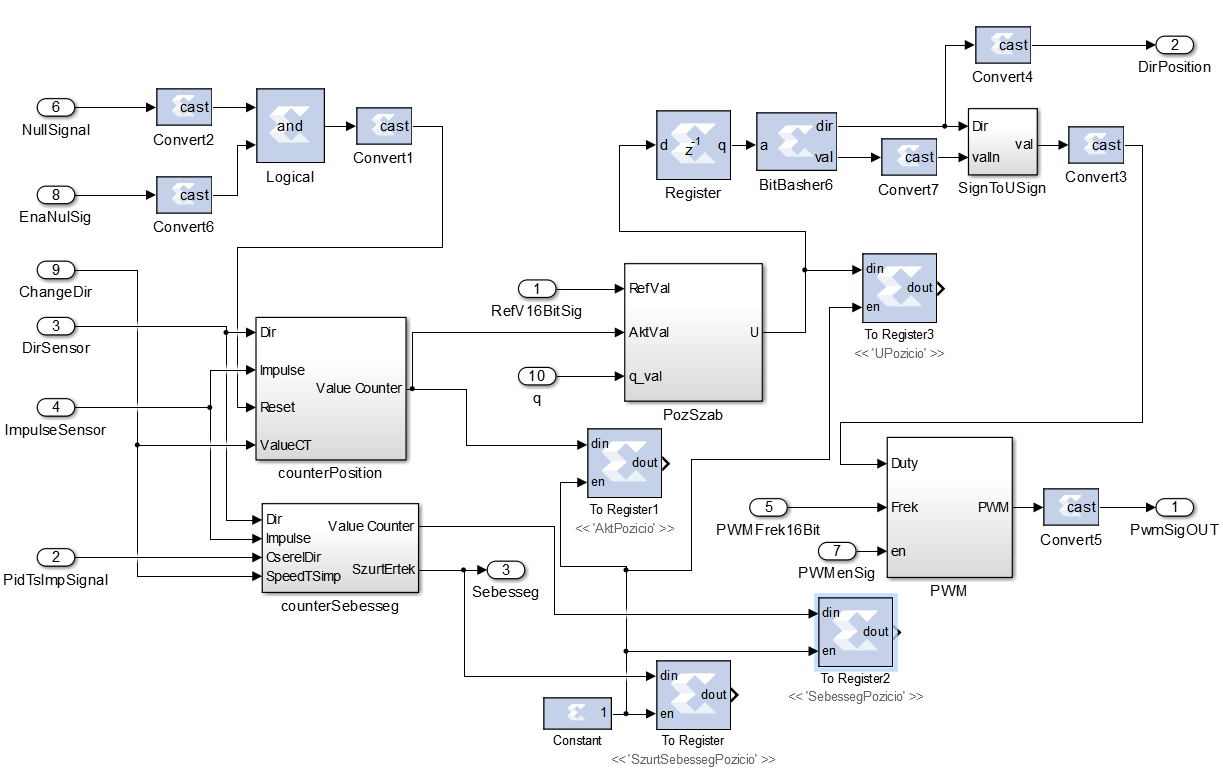 cast
2
DirPosition
Convert4
6
NullSignal
cast
Convert2
and
Logical
cast
Convert1
d
z-1
q
Register
a
dir
val
BitBasher6
cast
Convert7
Dir
valIn
val
SignToUSign
cast
Convert3
8
EnaNulSig
cast
Convert6
9
ChangeDir
3
DirSensor
4
ImpulseSensor
Dir
Impulse
Reset
ValueCT
Value Counter
counterPosition
1
RefV16BitSig
10
q
RefVal
AktVal
q_val
U
PozSzab
din
en
dout
To Register3
<< 'UPozicio' >>
din
en
dout
To Register1
<< 'AktPozicio' >>
2
PidTsImpSignal
Dir
Impulse
CserelDir
SpeedTSimp
Value Counter
SzurtErtek
counterSebesseg
3
Sebesseg
5
PWMFrek16Bit
7
PWMenSig
Duty
Frek
en
PWM
PWM
cast
Convert5
1
PwmSigOUT
din
en
dout
To Register2
<< 'SebessegPozicio' >>
1
Constant
din
en
dout
To Register
<< 'SzurtSebessegPozicio' >>